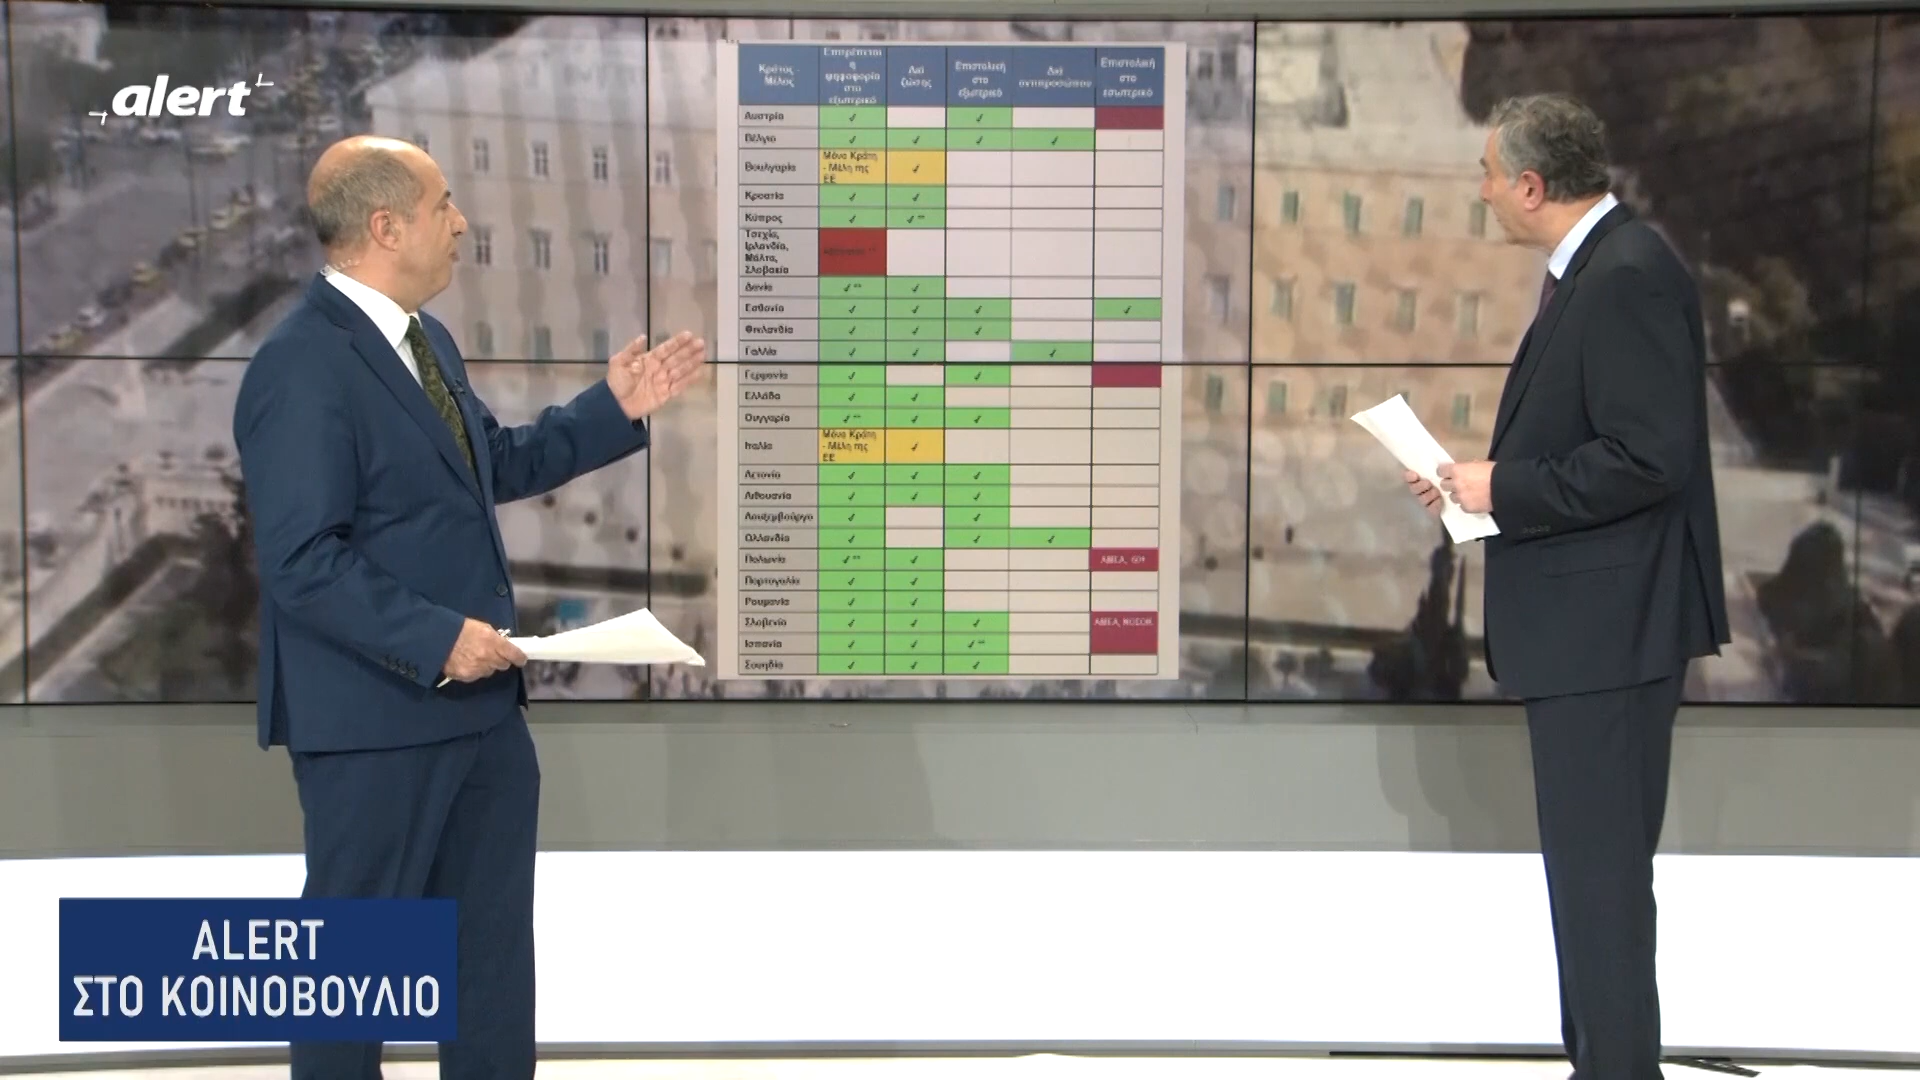 alert
Κράτος - Μέλος
Επιτρέπεται η ψηφοφορία στο εξωτερικό
Διά ζώσης
Επιστολική στο εξωτερικό
Διά αντιπροσώπου
Επιστολική στο εσωτερικό
Αυστρία ✓ ✓
Βέλγιο ✓ ✓ ✓ ✓
Βουλγαρία Μόνο Κράτη - Μέλη της ΕΕ ✓
Κροατία ✓ ✓
Κύπρος ✓ ✓**
Τσεχία, Ιρλανδία, Μάλτα, Σλοβακία
Δανία ✓** ✓
Εσθονία ✓ ✓ ✓ ✓
Φινλανδία ✓ ✓ ✓
Γαλλία ✓ ✓ ✓
Γερμανία ✓ ✓
Ελλάδα ✓ ✓
Ουγγαρία ✓** ✓ ✓
Ιταλία Μόνο Κράτη - Μέλη της ΕΕ ✓
Λετονία ✓ ✓ ✓
Λιθουανία ✓ ✓ ✓
Λουξεμβούργο ✓ ✓
Ολλανδία ✓ ✓ ✓
Πολωνία ✓** ✓ ΑΜΕΑ, 60+
Πορτογαλία ✓ ✓
Ρουμανία ✓ ✓
Σλοβενία ✓ ✓ ✓ ΑΜΕΑ, ΝΟΣΟΚ.
Ισπανία ✓ ✓ ✓**
Σουηδία ✓ ✓ ✓
ALERT
ΣΤΟ ΚΟΙΝΟΒΟΥΛΙΟ